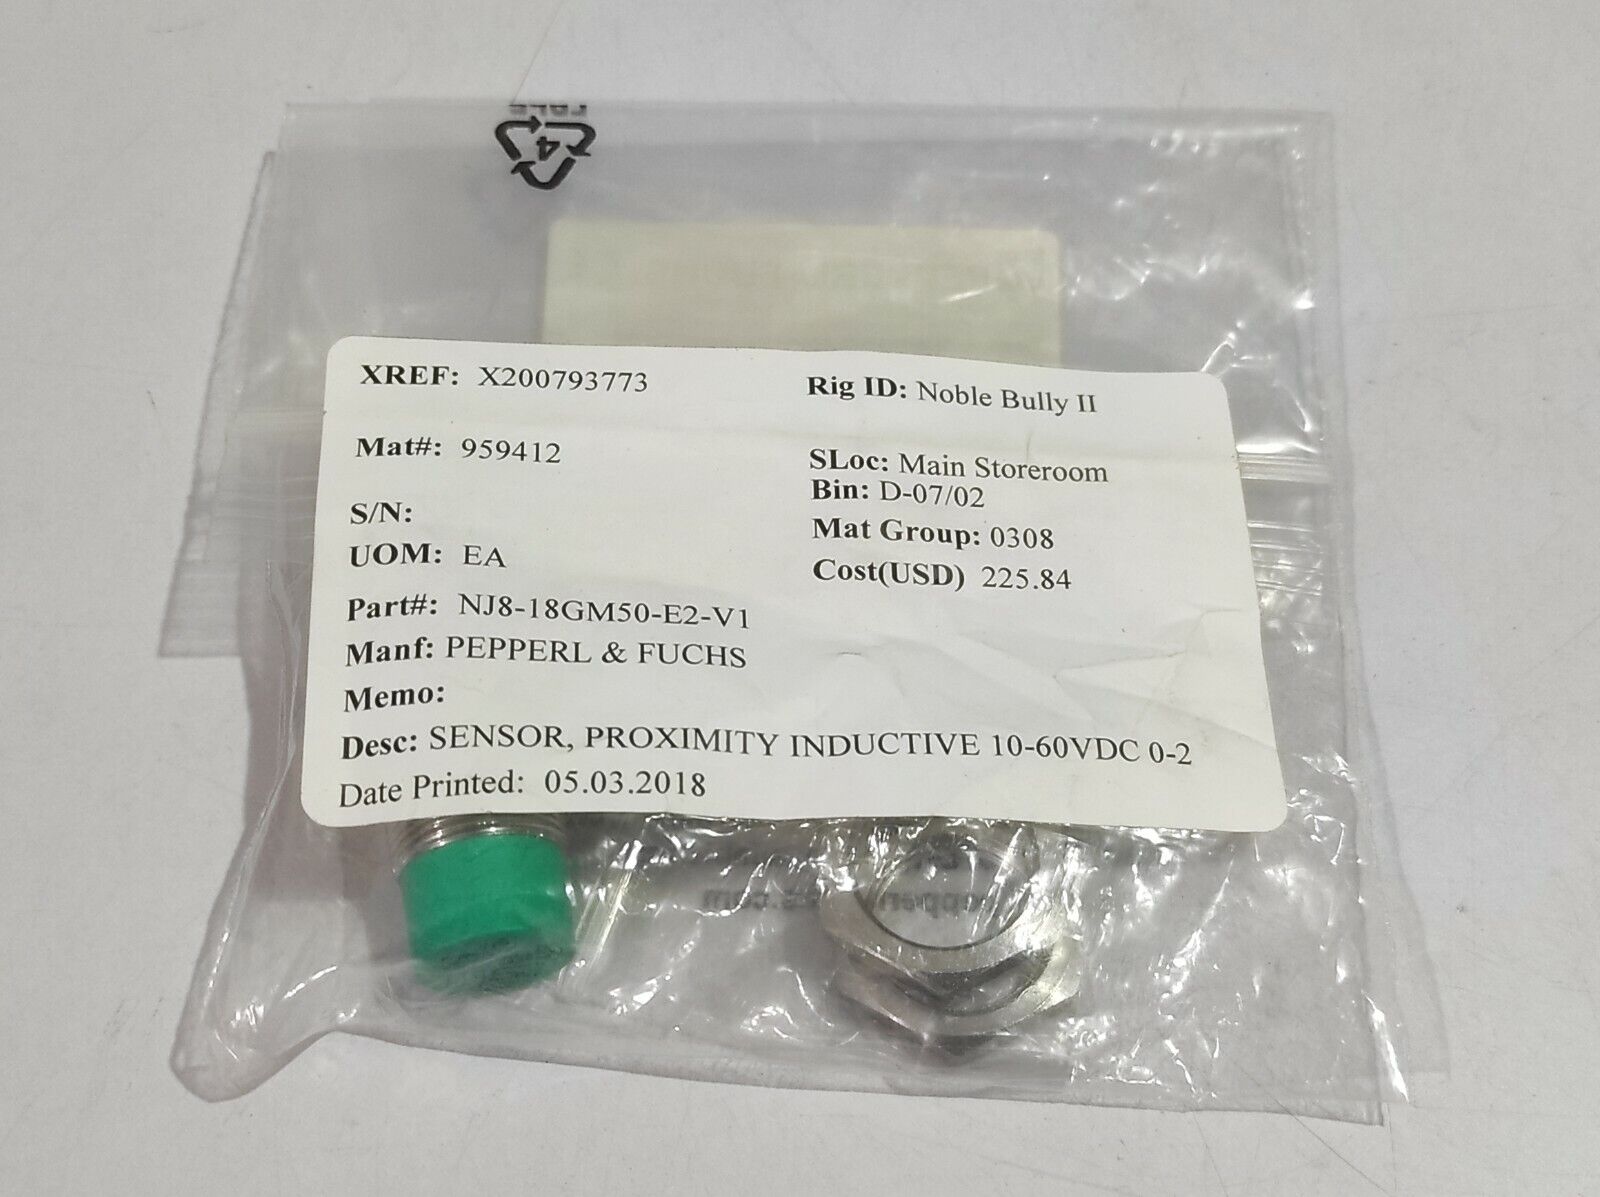 4
XREF: X200793773
Rig ID: Noble Bully II
Mat#: 959412
SLoc: Main Storeroom
Bin: D-07/02
S/N:
Mat Group: 0308
UOM: EA
Cost(USD) 225.84
Part#: NJ8-18GM50-E2-V1
Manf: PEPPERL & FUCHS
Memo:
Desc: SENSOR, PROXIMITY INDUCTIVE 10-60VDC 0-2
Date Printed: 05.03.2018